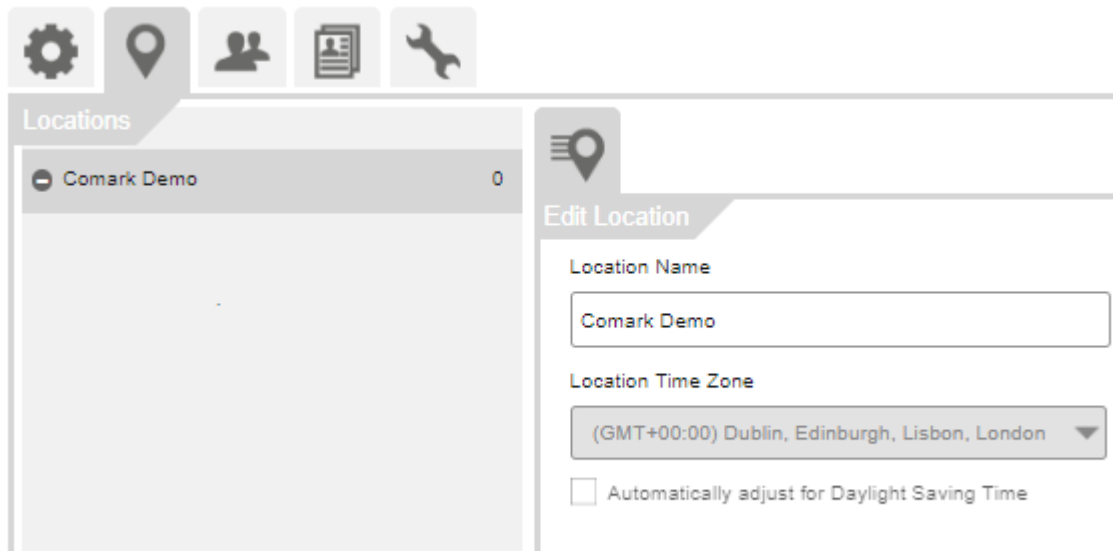 Locations
Comark Demo 0
Edit Location
Location Name
Comark Demo
Location Time Zone
(GMT+00:00) Dublin, Edinburgh, Lisbon, London
Automatically adjust for Daylight Saving Time